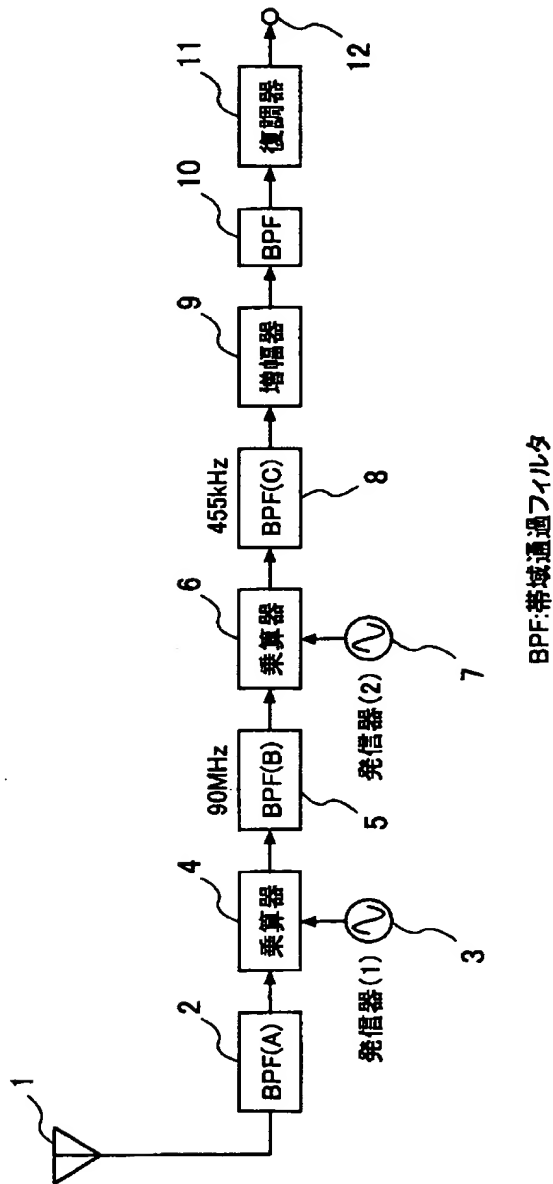 1
2
BPF(A)
4
乗算器
発信器(1)
3
90MHz
BPF(B)
5
6
乗算器
発信器(2)
7
455kHz
BPF(C)
8
9
増幅器
10
BPF
11
復調器
12
BPF:帯域通過フィルタ